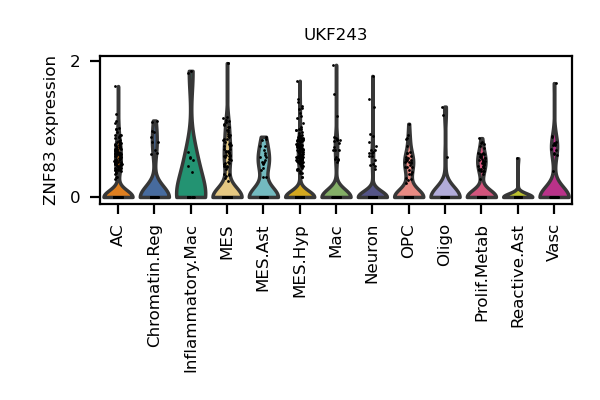 UKF243
ZNF83 expression
2
0
AC
Chromatin.Reg
Inflammatory.Mac
MES
MES.Ast
MES.Hyp
Mac
Neuron
OPC
Oligo
Prolif.Metab
Reactive.Ast
Vasc